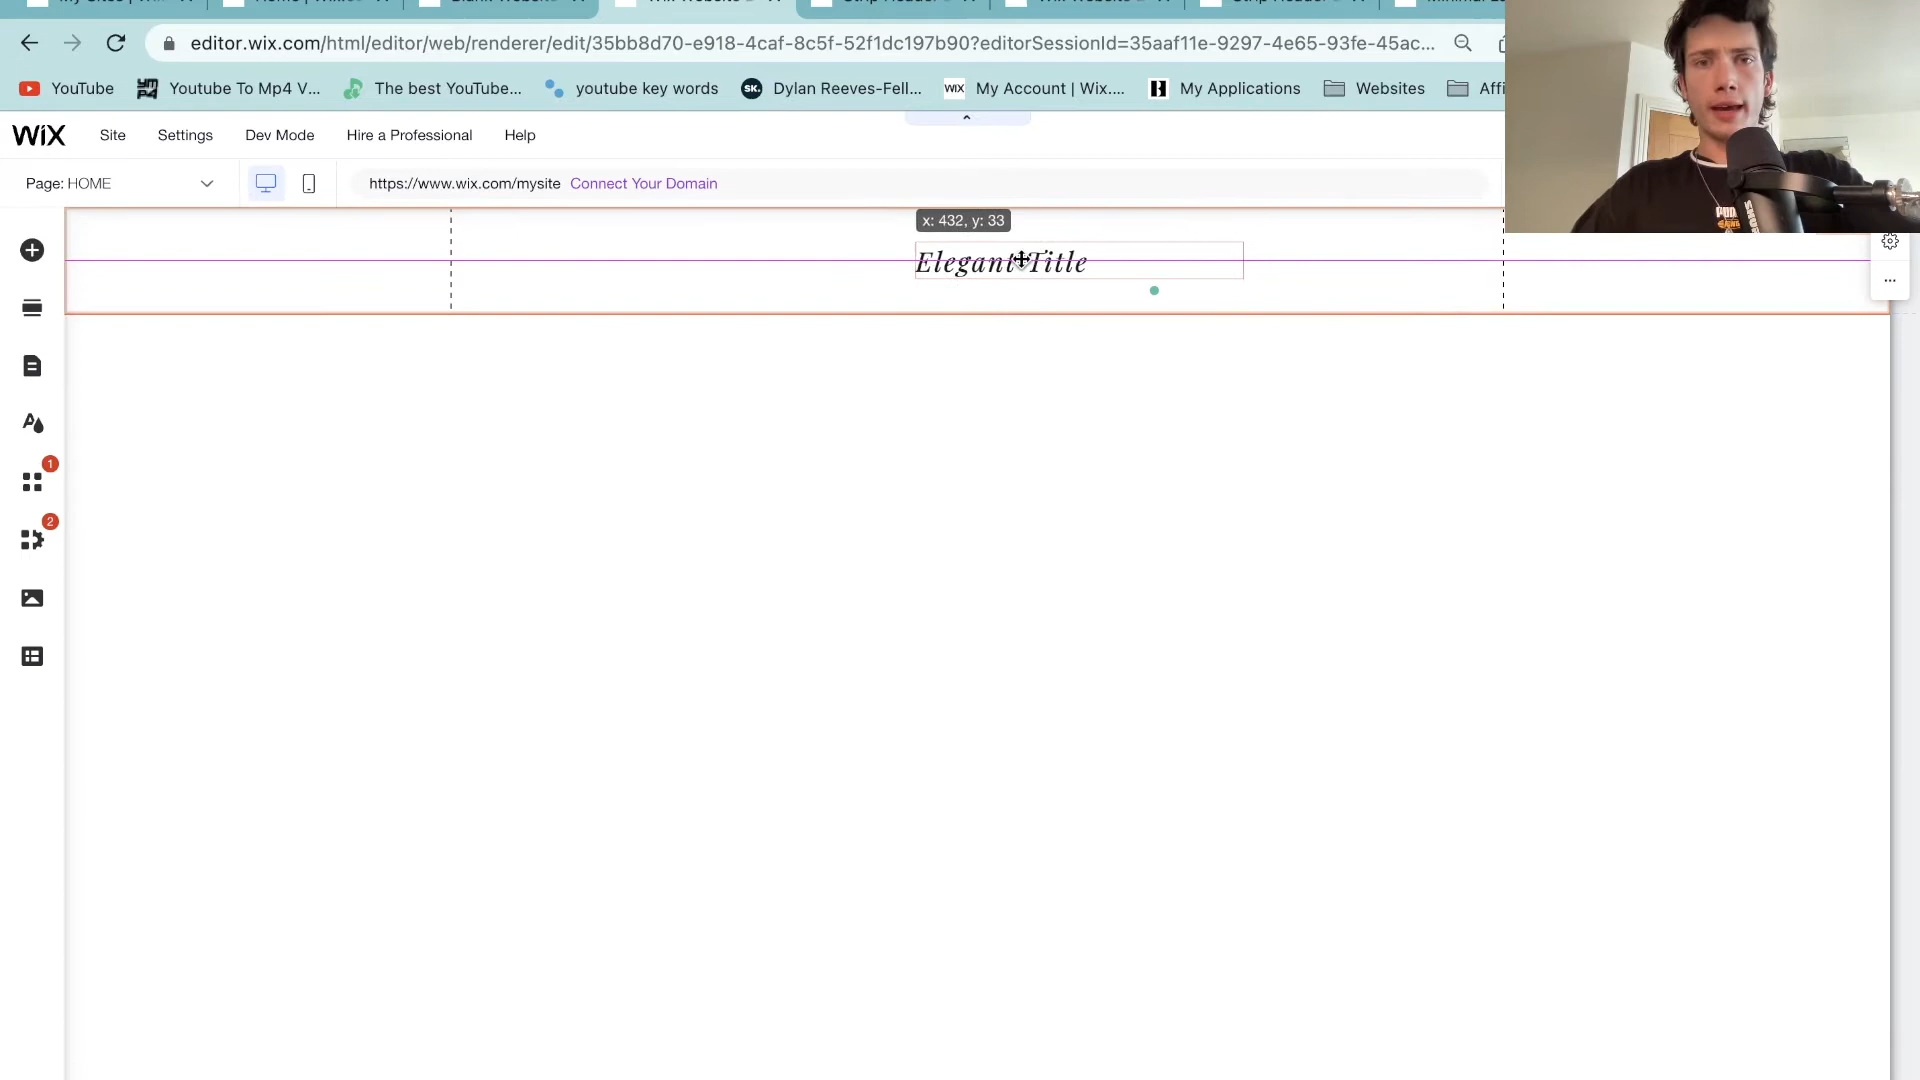 editor.wix.com/html/editor/web/renderer/edit/35bb8d70-e918-4caf-8c5f-52f1dc197b90?editorSessionId=35aaf11e-9297-4e65-93fe-45ac...
YouTube
Youtube To Mp4 V...
The best YouTube...
youtube key words
SK.
Dylan Reeves-Fell...
WIX
My Account | Wix....
My Applications
Websites
Affi
WiX
Site
Settings
Dev Mode
Hire a Professional
Help
Page: HOME
https://www.wix.com/mysite
Connect Your Domain
x: 432, y: 33
Elegant Title
1
2